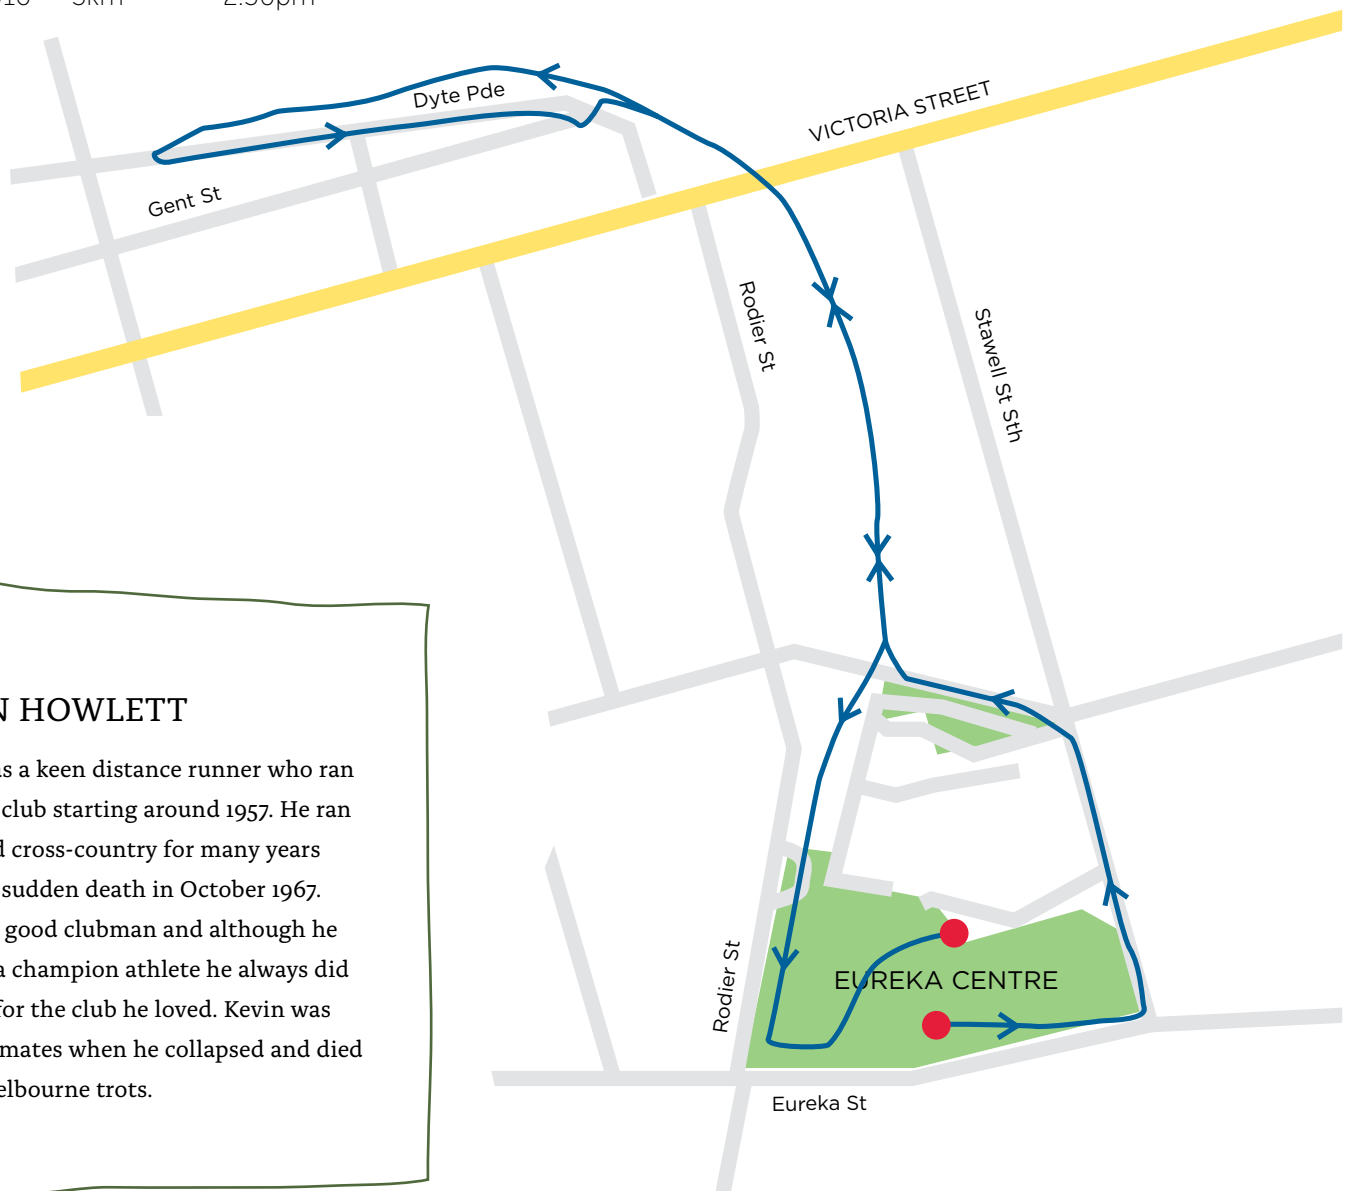 5km 2:30pm
Dyte Pde
VICTORIA STREET
Gent St
Rodier St
Stawell St Sth
N HOWLETT
s a keen distance runner who ran
club starting around 1957. He ran
d cross-country for many years
sudden death in October 1967.
good clubman and although he
a champion athlete he always did
for the club he loved. Kevin was
mates when he collapsed and died
elbourne trots.
Rodier St
EUREKA CENTRE
Eureka St